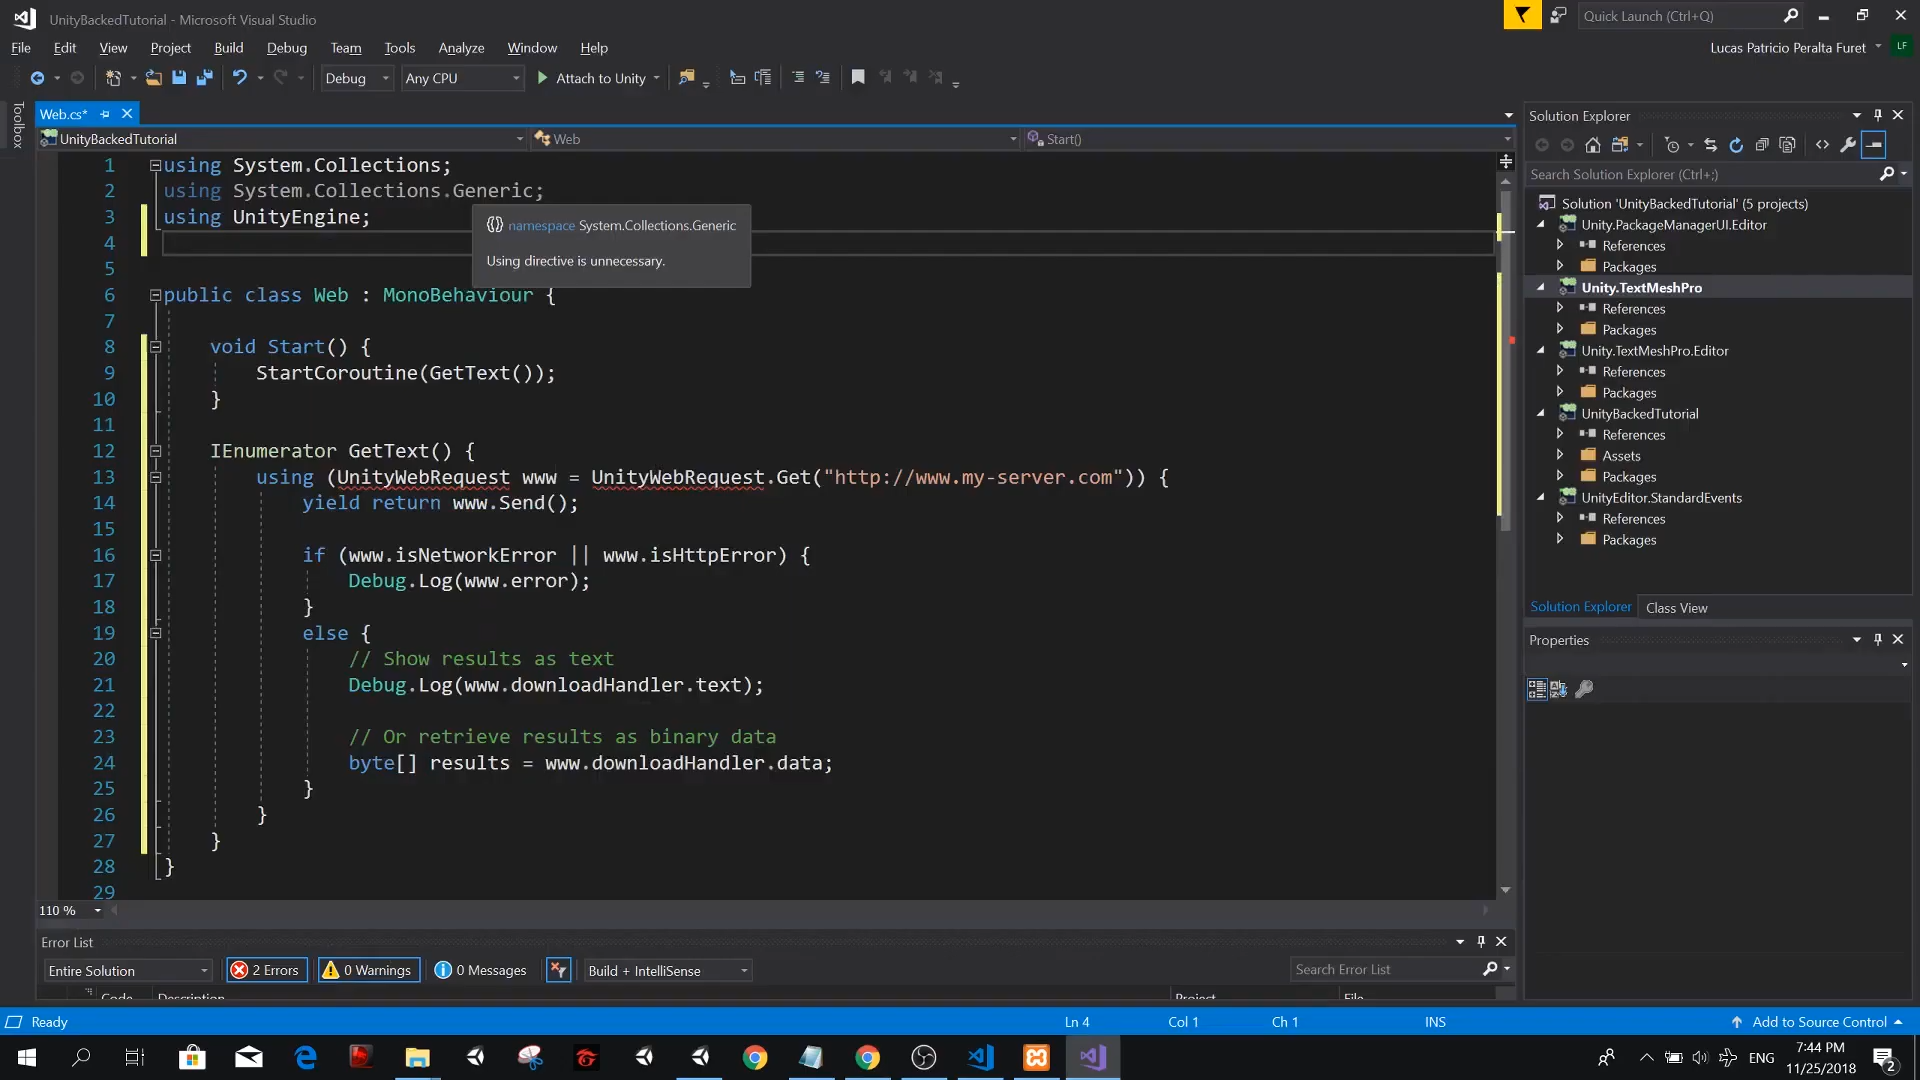 UnityBackedTutorial - Microsoft Visual Studio
Quick Launch (Ctrl+Q)
File Edit View Project Build Debug Team Tools Analyze Window Help
Lucas Patricio Peralta Furet
LF
Debug
Any CPU
Attach to Unity
Toolbox
Web.cs*
UnityBackedTutorial
Web
Start()
1 using System.Collections;
2 using System.Collections.Generic;
3 using UnityEngine;
4
{} namespace System.Collections.Generic
Using directive is unnecessary.
5
6 public class Web : MonoBehaviour {
7
8 void Start() {
9 StartCoroutine(GetText());
10 }
11
12 IEnumerator GetText() {
13 using (UnityWebRequest www = UnityWebRequest.Get("http://www.my-server.com")) {
14 yield return www.Send();
15
16 if (www.isNetworkError || www.isHttpError) {
17 Debug.Log(www.error);
18 }
19 else {
20 // Show results as text
21 Debug.Log(www.downloadHandler.text);
22
23 // Or retrieve results as binary data
24 byte[] results = www.downloadHandler.data;
25 }
26 }
27 }
28 }
29
110 %
Error List
Entire Solution
2 Errors
0 Warnings
0 Messages
Build + IntelliSense
Search Error List
Code Description Project File
Solution Explorer
Search Solution Explorer (Ctrl+;)
Solution 'UnityBackedTutorial' (5 projects)
Unity.PackageManagerUI.Editor
References
Packages
Unity.TextMeshPro
References
Packages
Unity.TextMeshPro.Editor
References
Packages
UnityBackedTutorial
References
Assets
Packages
UnityEditor.StandardEvents
References
Packages
Solution Explorer Class View
Properties
Ready
Ln 4
Col 1
Ch 1
INS
Add to Source Control
ENG
7:44 PM
11/25/2018
2